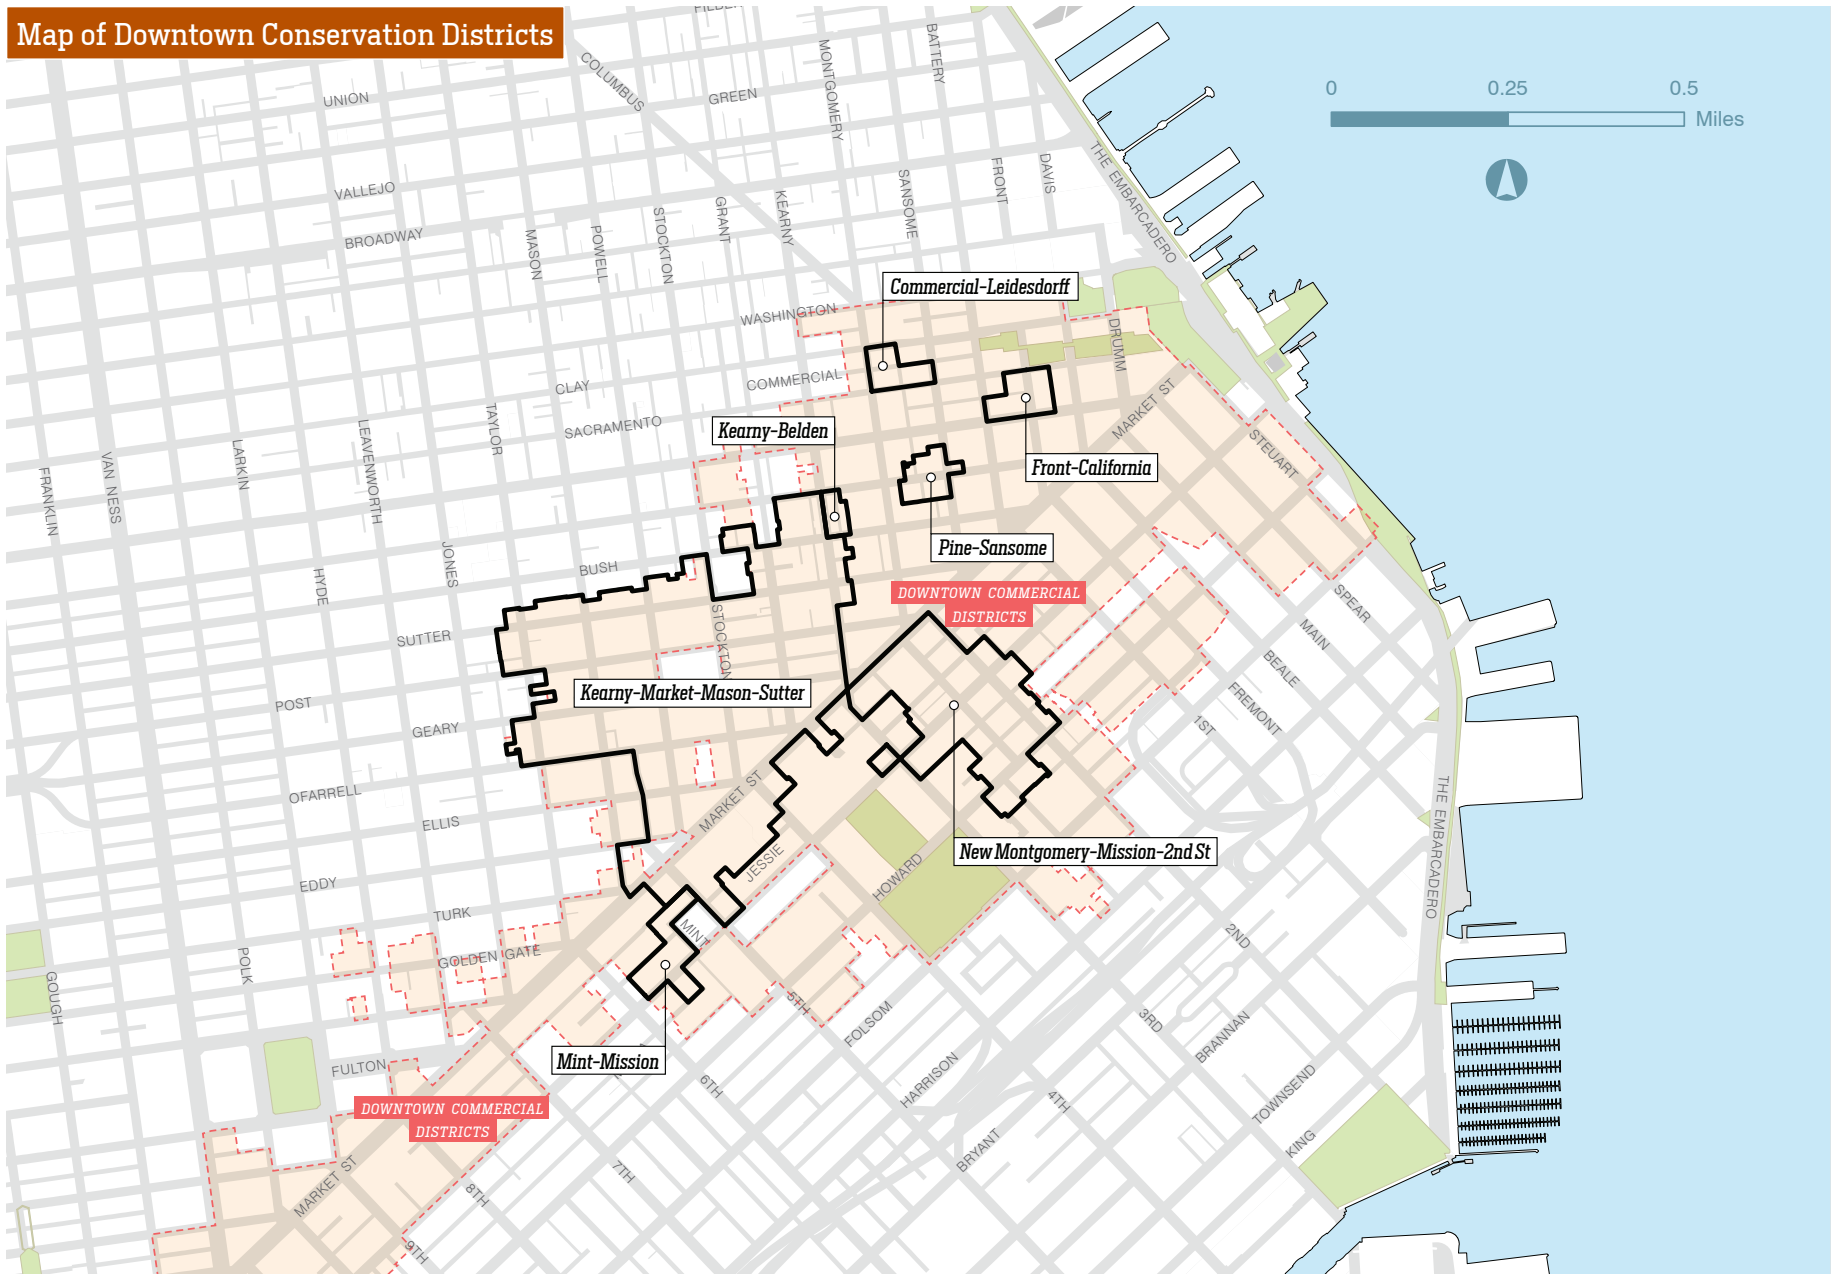 Map of Downtown Conservation Districts
0 0.25 0.5
Miles
COLUMBUS
MONTGOMERY
BATTERY
UNION
GREEN
THE EMBARCADERO
VALLEJO
BROADWAY
MASON
POWELL
STOCKTON
GRANT
KEARNY
SANSOME
FRONT
DAVIS
Commercial-Leidesdorff
WASHINGTON
DRUMM
CLAY
COMMERCIAL
SACRAMENTO
MARKET ST
Kearny-Belden
Front-California
STEUART
FRANKLIN
VAN NESS
LARKIN
LEAVENWORTH
TAYLOR
Pine-Sansome
HYDE
JONES
BUSH
DOWNTOWN COMMERCIAL
DISTRICTS
SPEAR
MAIN
BEALE
FREMONT
1ST
SUTTER
STOCKTON
Kearny-Market-Mason-Sutter
POST
GEARY
OFARRELL
ELLIS
MARKET ST
JESSIE
HOWARD
New Montgomery-Mission-2nd St
THE EMBARCADERO
EDDY
TURK
MINT
GOLDEN GATE
POLK
GOUGH
2ND
5TH
FOLSOM
3RD
BRANNAN
Mint-Mission
FULTON
6TH
HARRISON
4TH
TOWNSEND
DOWNTOWN COMMERCIAL
DISTRICTS
BRYANT
KING
MARKET ST
7TH
8TH
9TH